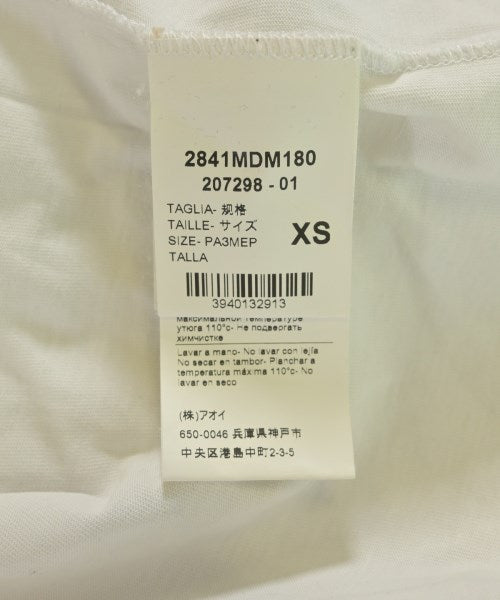 2841MDM180
207298 - 01
TAGLIA- 规格
TAILLE- サイズ
SIZE- РАЗМЕР
TALLA
XS
3940132913
максимальной температуре
утюга 110°c- Не подвергать
химчистке
Lavar a mano- No lavar con lejía
No secar en tambor- Planchar a
temperatura máxima 110°c- No
lavar en seco
(株)アオイ
650-0046 兵庫県神戸市
中央区港島中町2-3-5